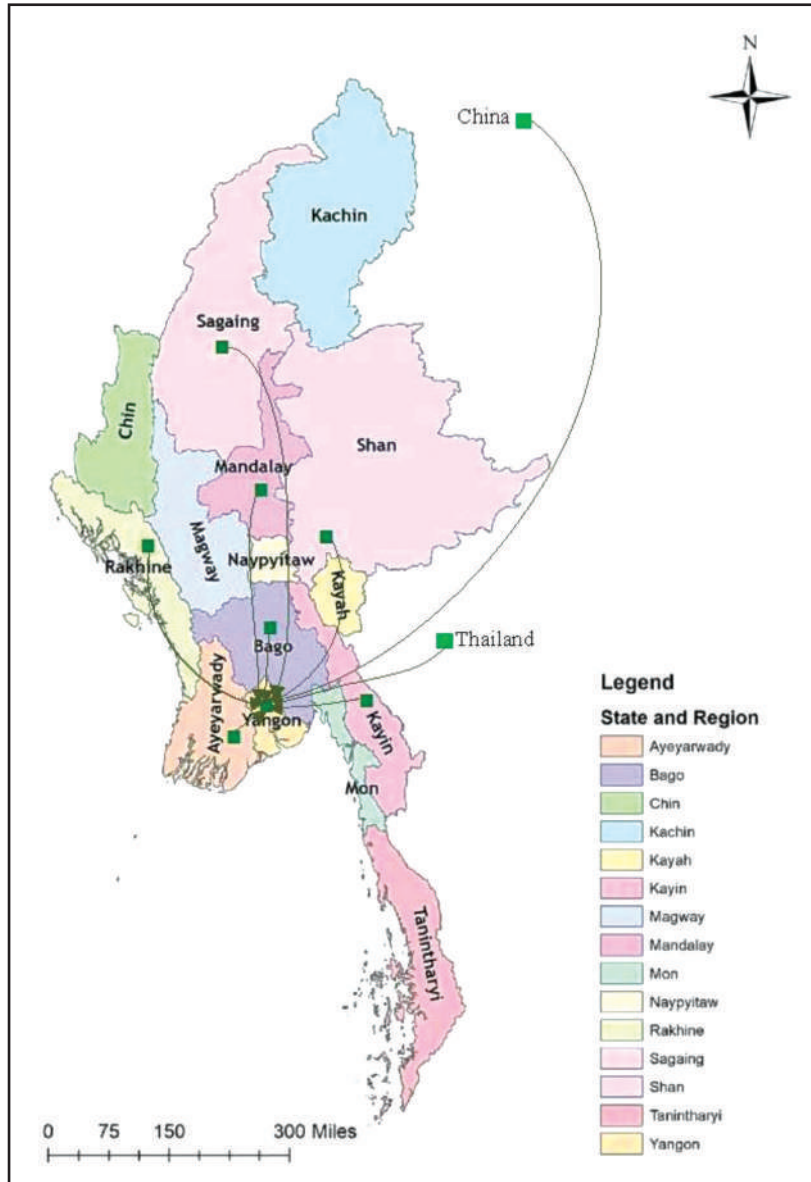 N
China
Kachin
Sagaing
Chin
Shan
Mandalay
Magway
Rakhine
Naypyitaw
Kayah
Thailand
Bago
Ayeyarwady
Yangon
Kayin
Mon
Tanintharyi
Legend
State and Region
Ayeyarwady
Bago
Chin
Kachin
Kayah
Kayin
Magway
Mandalay
Mon
Naypyitaw
Rakhine
Sagaing
Shan
Tanintharyi
Yangon
0 75 150 300 Miles